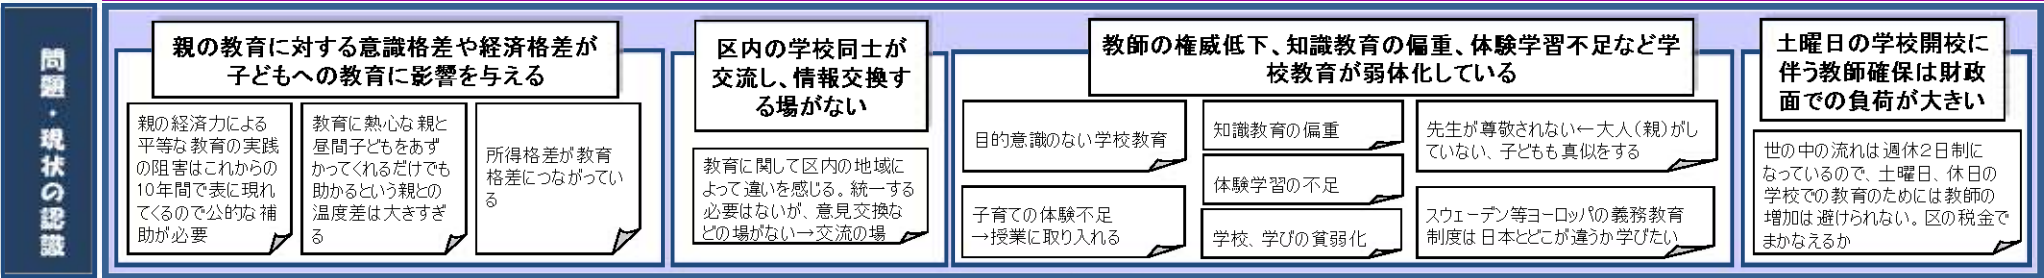 問題・現状の認識
親の教育に対する意識格差や経済格差が
子どもへの教育に影響を与える
親の経済力による
平等な教育の実践
の阻害はこれからの
10年間で表に現れ
てくるので公的な補
助が必要
教育に熱心な親と
昼間子どもをあず
かってくれるだけでも
助かるという親との
温度差は大きすぎ
る
所得格差が教育
格差につながってい
る
区内の学校同士が
交流し、情報交換す
る場がない
教育に関して区内の地域に
よって違いを感じる。統一する
必要はないが、意見交換な
どの場がない→交流の場
教師の権威低下、知識教育の偏重、体験学習不足など学
校教育が弱体化している
目的意識のない学校教育
子育ての体験不足
→授業に取り入れる
知識教育の偏重
体験学習の不足
学校、学びの貧弱化
先生が尊敬されない←大人(親)がし
ていない、子どもも真似をする
スウェーデン等ヨーロッパの義務教育
制度は日本とどこが違うか学びたい
土曜日の学校開校に
伴う教師確保は財政
面での負荷が大きい
世の中の流れは週休2日制に
なっているので、土曜日、休日の
学校での教育のためには教師の
増加は避けられない。区の税金で
まかなえるか